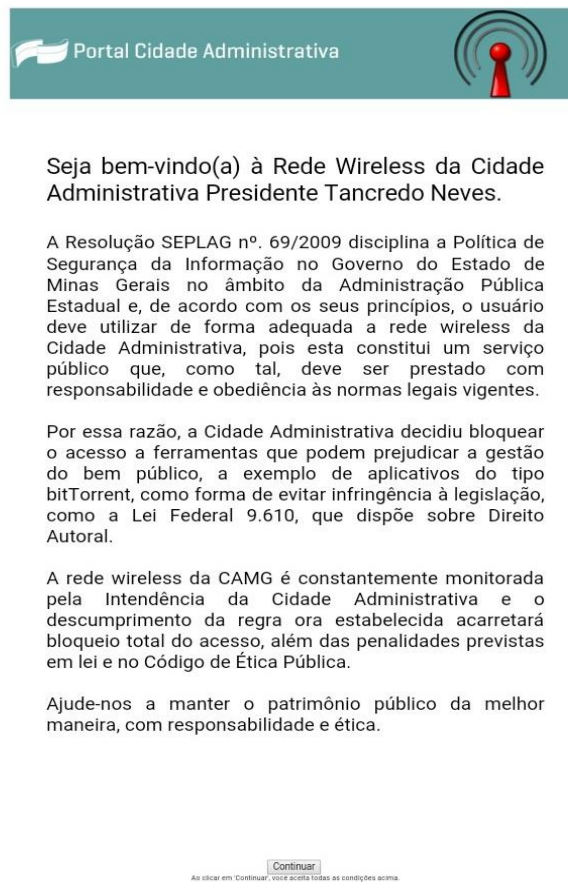 Portal Cidade Administrativa
Seja bem-vindo(a) à Rede Wireless da Cidade
Administrativa Presidente Tancredo Neves.
A Resolução SEPLAG nº. 69/2009 disciplina a Política de
Segurança da Informação no Governo do Estado de
Minas Gerais no âmbito da Administração Pública
Estadual e, de acordo com os seus princípios, o usuário
deve utilizar de forma adequada a rede wireless da
Cidade Administrativa, pois esta constitui um serviço
público que, como tal, deve ser prestado com
responsabilidade e obediência às normas legais vigentes.
Por essa razão, a Cidade Administrativa decidiu bloquear
o acesso a ferramentas que podem prejudicar a gestão
do bem público, a exemplo de aplicativos do tipo
bitTorrent, como forma de evitar infringência à legislação,
como a Lei Federal 9.610, que dispõe sobre Direito
Autoral.
A rede wireless da CAMG é constantemente monitorada
pela Intendência da Cidade Administrativa e o
descumprimento da regra ora estabelecida acarretará
bloqueio total do acesso, além das penalidades previstas
em lei e no Código de Ética Pública.
Ajude-nos a manter o patrimônio público da melhor
maneira, com responsabilidade e ética.
Continuar
Ao clicar em 'Continuar', você aceita todas as condições acima.